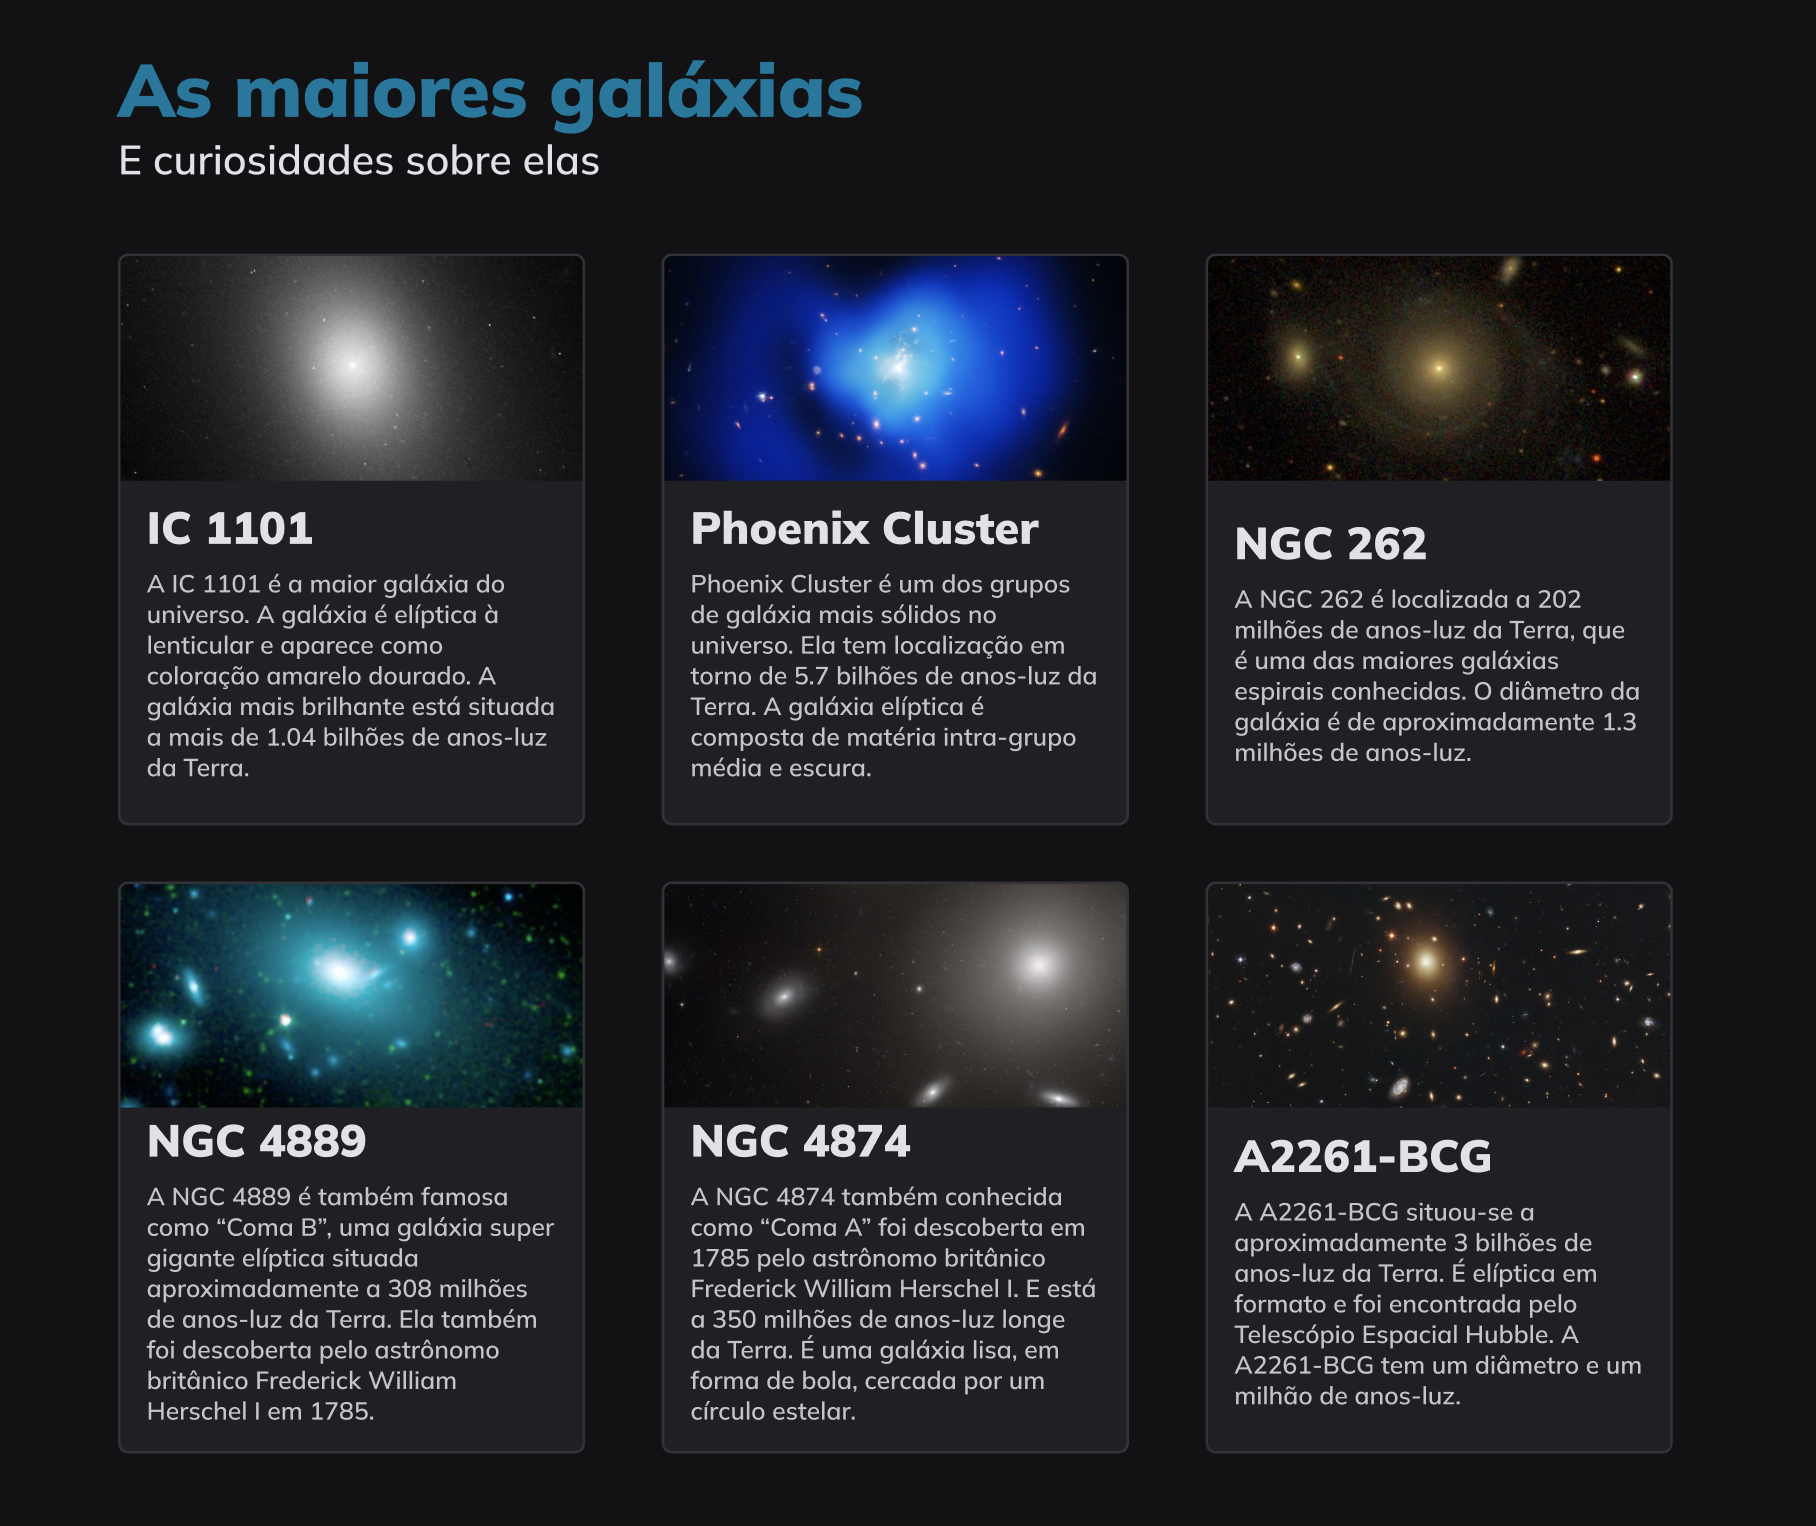 As maiores galáxias
E curiosidades sobre elas
IC 1101
A IC 1101 é a maior galáxia do
universo. A galáxia é elíptica à
lenticular e aparece como
coloração amarelo dourado. A
galáxia mais brilhante está situada
a mais de 1.04 bilhões de anos-luz
da Terra.
Phoenix Cluster
Phoenix Cluster é um dos grupos
de galáxia mais sólidos no
universo. Ela tem localização em
torno de 5.7 bilhões de anos-luz da
Terra. A galáxia elíptica é
composta de matéria intra-grupo
média e escura.
NGC 262
A NGC 262 é localizada a 202
milhões de anos-luz da Terra, que
é uma das maiores galáxias
espirais conhecidas. O diâmetro da
galáxia é de aproximadamente 1.3
milhões de anos-luz.
NGC 4889
A NGC 4889 é também famosa
como “Coma B”, uma galáxia super
gigante elíptica situada
aproximadamente a 308 milhões
de anos-luz da Terra. Ela também
foi descoberta pelo astrônomo
britânico Frederick William
Herschel I em 1785.
NGC 4874
A NGC 4874 também conhecida
como “Coma A” foi descoberta em
1785 pelo astrônomo britânico
Frederick William Herschel I. E está
a 350 milhões de anos-luz longe
da Terra. É uma galáxia lisa, em
forma de bola, cercada por um
círculo estelar.
A2261-BCG
A A2261-BCG situou-se a
aproximadamente 3 bilhões de
anos-luz da Terra. É elíptica em
formato e foi encontrada pelo
Telescópio Espacial Hubble. A
A2261-BCG tem um diâmetro e um
milhão de anos-luz.